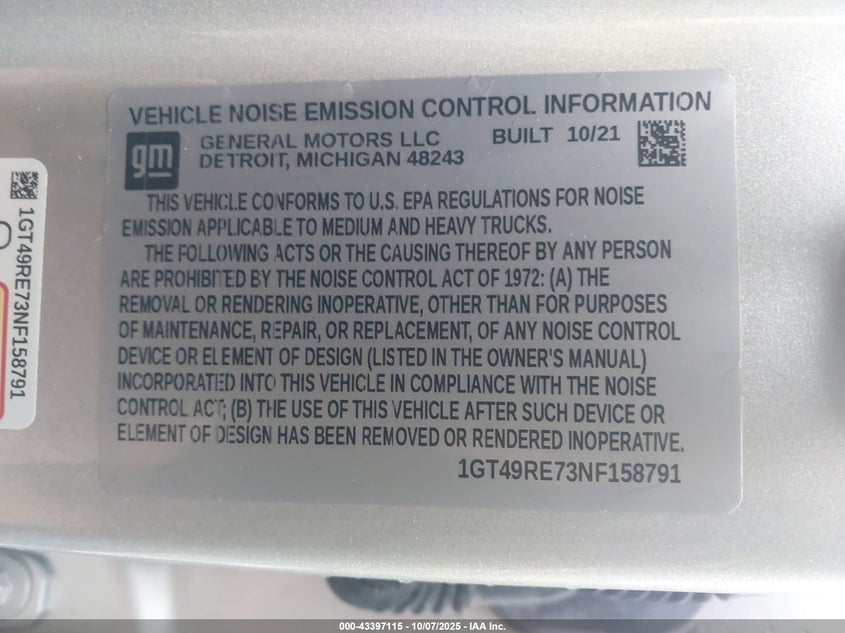 VEHICLE NOISE EMISSION CONTROL INFORMATION
gm
GENERAL MOTORS LLC
DETROIT, MICHIGAN 48243
BUILT 10/21
THIS VEHICLE CONFORMS TO U.S. EPA REGULATIONS FOR NOISE
EMISSION APPLICABLE TO MEDIUM AND HEAVY TRUCKS.
THE FOLLOWING ACTS OR THE CAUSING THEREOF BY ANY PERSON
ARE PROHIBITED BY THE NOISE CONTROL ACT OF 1972: (A) THE
REMOVAL OR RENDERING INOPERATIVE, OTHER THAN FOR PURPOSES
OF MAINTENANCE, REPAIR, OR REPLACEMENT, OF ANY NOISE CONTROL
DEVICE OR ELEMENT OF DESIGN (LISTED IN THE OWNER'S MANUAL)
INCORPORATED INTO THIS VEHICLE IN COMPLIANCE WITH THE NOISE
CONTROL ACT; (B) THE USE OF THIS VEHICLE AFTER SUCH DEVICE OR
ELEMENT OF DESIGN HAS BEEN REMOVED OR RENDERED INOPERATIVE.
1GT49RE73NF158791
1GT49RE73NF158791
000-43397115 - 10/07/2025 - IAA Inc.